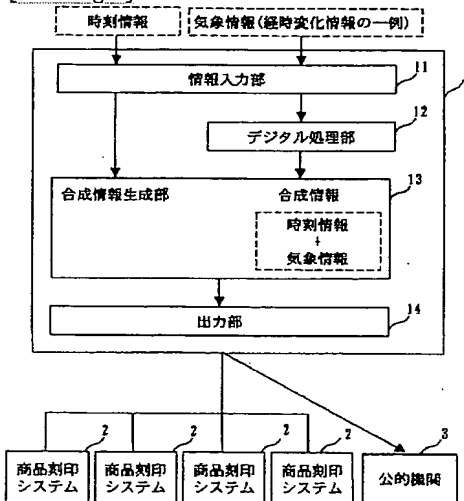 時刻情報
気象情報(経時変化情報の一例)
情報入力部
11
デジタル処理部
12
合成情報生成部
合成情報
13
時刻情報
+
気象情報
出力部
14
2
2
2
2
3
商品刻印
システム
商品刻印
システム
商品刻印
システム
商品刻印
システム
公的機関